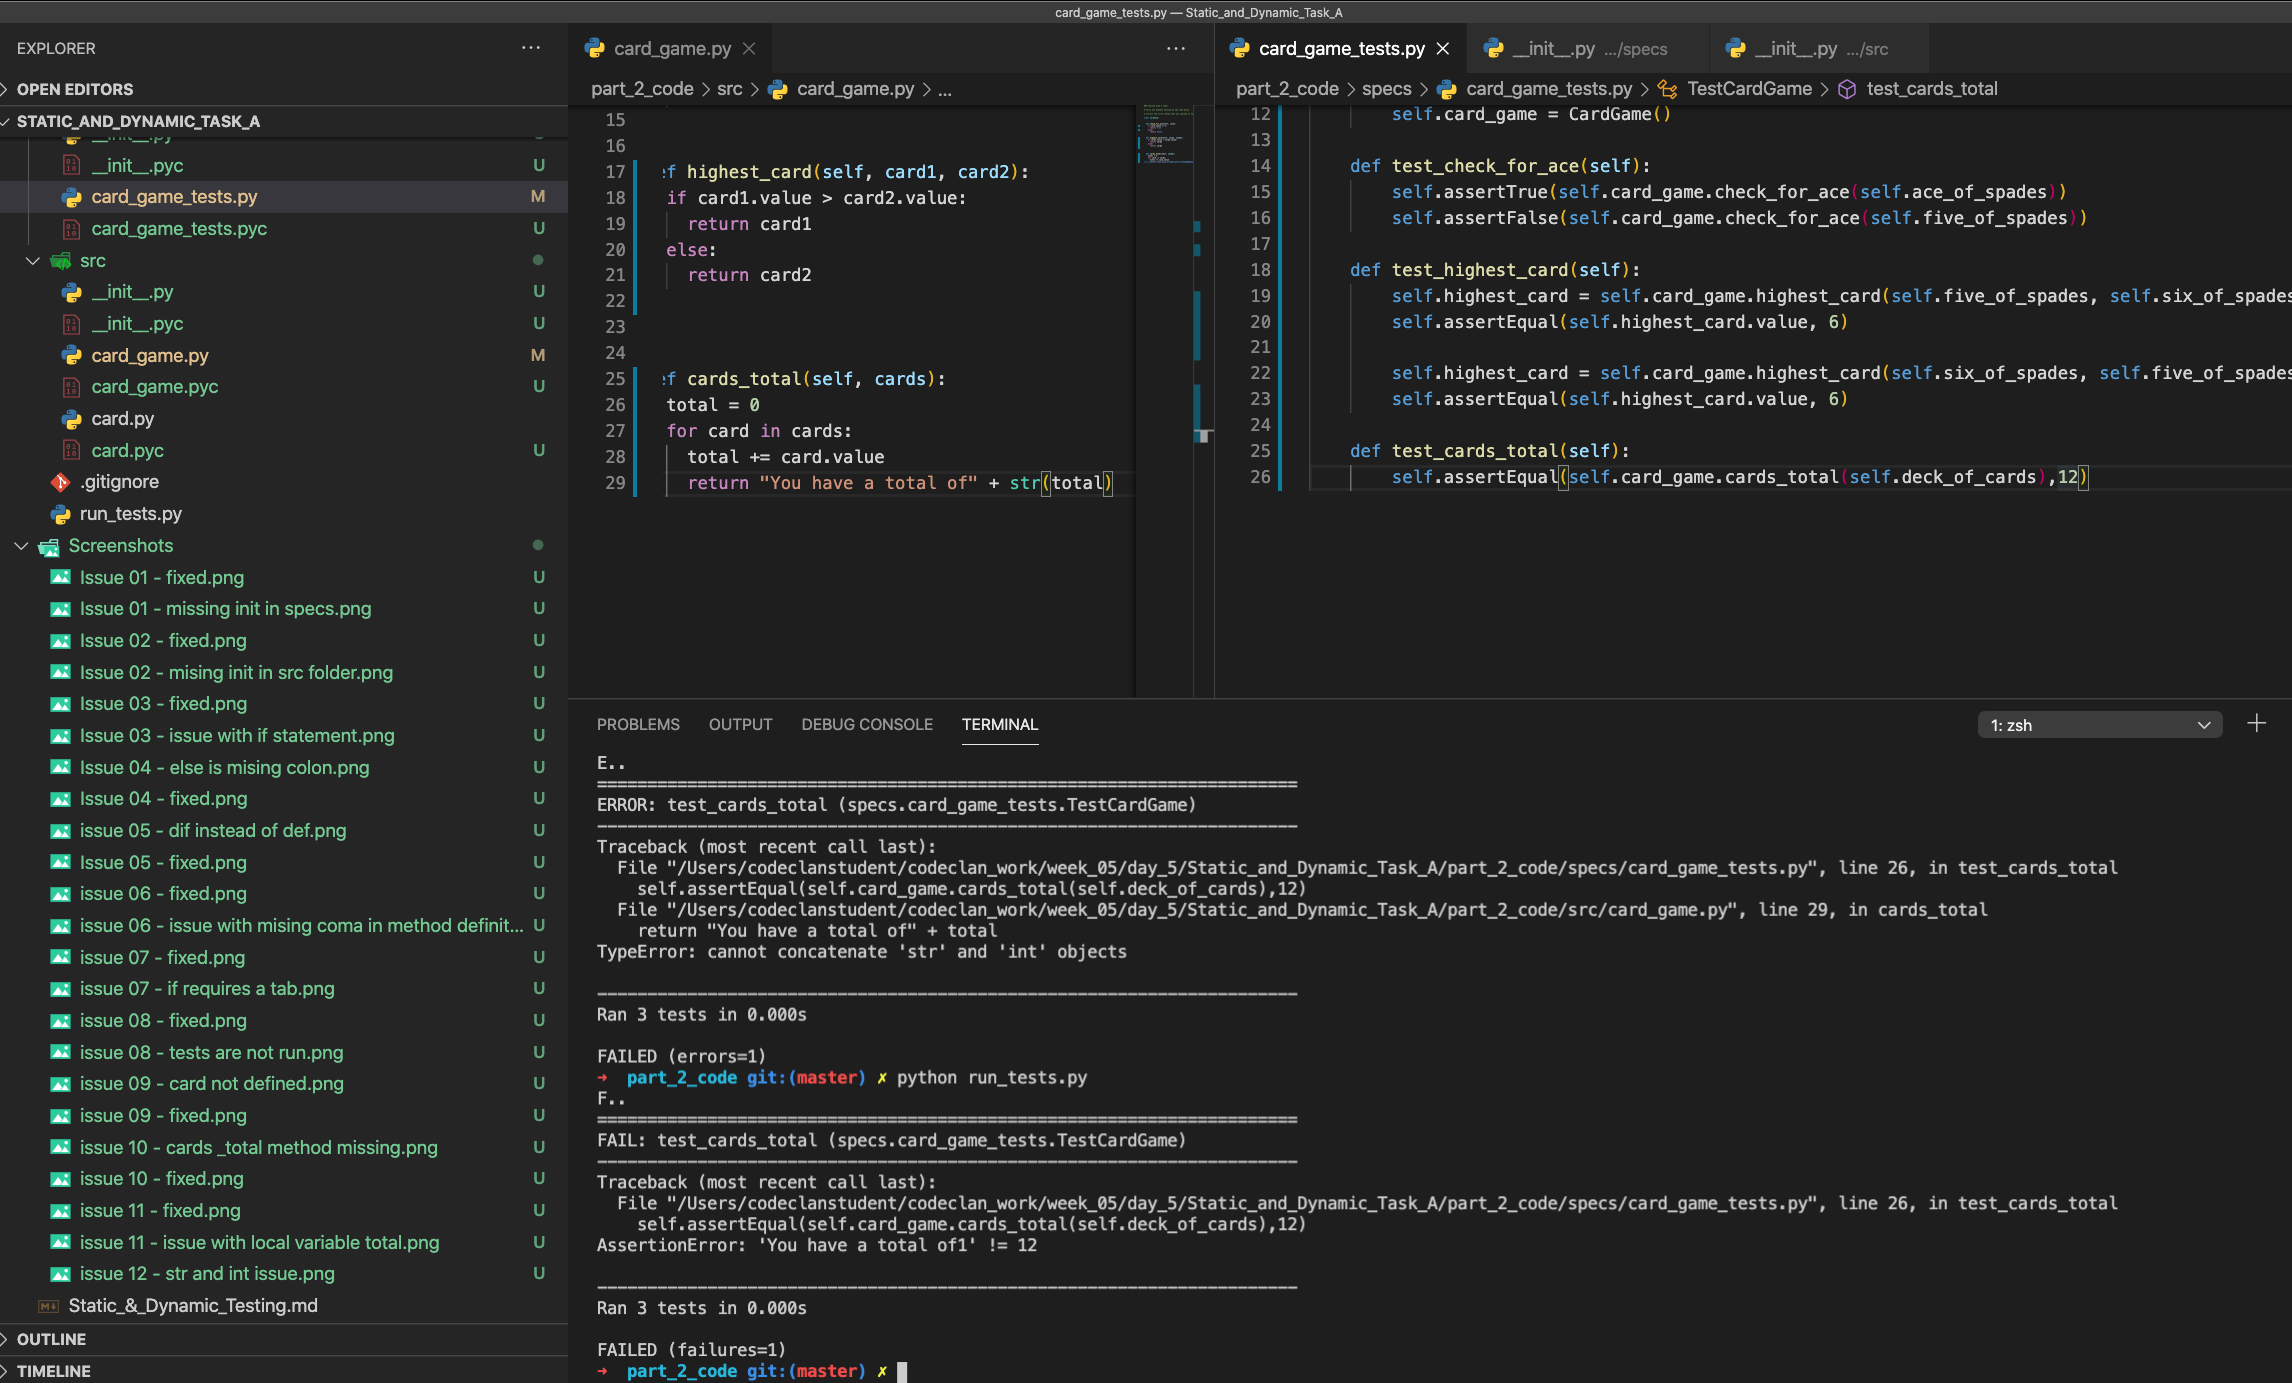 card_game_tests.py — Static_and_Dynamic_Task_A
EXPLORER
OPEN EDITORS
STATIC_AND_DYNAMIC_TASK_A
__init__.py
__init__.pyc U
card_game_tests.py M
card_game_tests.pyc U
src
__init__.py U
__init__.pyc U
card_game.py M
card_game.pyc U
card.py
card.pyc U
.gitignore
run_tests.py
Screenshots
Issue 01 - fixed.png U
Issue 01 - missing init in specs.png U
Issue 02 - fixed.png U
Issue 02 - mising init in src folder.png U
Issue 03 - fixed.png U
Issue 03 - issue with if statement.png U
Issue 04 - else is mising colon.png U
Issue 04 - fixed.png U
issue 05 - dif instead of def.png U
Issue 05 - fixed.png U
issue 06 - fixed.png U
issue 06 - issue with mising coma in method definit... U
issue 07 - fixed.png U
issue 07 - if requires a tab.png U
issue 08 - fixed.png U
issue 08 - tests are not run.png U
issue 09 - card not defined.png U
issue 09 - fixed.png U
issue 10 - cards _total method missing.png U
issue 10 - fixed.png U
issue 11 - fixed.png U
issue 11 - issue with local variable total.png U
issue 12 - str and int issue.png U
Static_&_Dynamic_Testing.md
OUTLINE
TIMELINE
card_game.py
part_2_code > src > card_game.py > ...
15
16
17 ef highest_card(self, card1, card2):
18 if card1.value > card2.value:
19 return card1
20 else:
21 return card2
22
23
24
25 ef cards_total(self, cards):
26 total = 0
27 for card in cards:
28 total += card.value
29 return "You have a total of" + str(total)
card_game_tests.py __init__.py .../specs __init__.py .../src
part_2_code > specs > card_game_tests.py > TestCardGame > test_cards_total
12 self.card_game = CardGame()
13
14 def test_check_for_ace(self):
15 self.assertTrue(self.card_game.check_for_ace(self.ace_of_spades))
16 self.assertFalse(self.card_game.check_for_ace(self.five_of_spades))
17
18 def test_highest_card(self):
19 self.highest_card = self.card_game.highest_card(self.five_of_spades, self.six_of_spades
20 self.assertEqual(self.highest_card.value, 6)
21
22 self.highest_card = self.card_game.highest_card(self.six_of_spades, self.five_of_spades
23 self.assertEqual(self.highest_card.value, 6)
24
25 def test_cards_total(self):
26 self.assertEqual(self.card_game.cards_total(self.deck_of_cards),12)
PROBLEMS OUTPUT DEBUG CONSOLE TERMINAL
1: zsh
E..
======================================================================
ERROR: test_cards_total (specs.card_game_tests.TestCardGame)
----------------------------------------------------------------------
Traceback (most recent call last):
File "/Users/codeclanstudent/codeclan_work/week_05/day_5/Static_and_Dynamic_Task_A/part_2_code/specs/card_game_tests.py", line 26, in test_cards_total
self.assertEqual(self.card_game.cards_total(self.deck_of_cards),12)
File "/Users/codeclanstudent/codeclan_work/week_05/day_5/Static_and_Dynamic_Task_A/part_2_code/src/card_game.py", line 29, in cards_total
return "You have a total of" + total
TypeError: cannot concatenate 'str' and 'int' objects
----------------------------------------------------------------------
Ran 3 tests in 0.000s
FAILED (errors=1)
→ part_2_code git:(master) ✗ python run_tests.py
F..
======================================================================
FAIL: test_cards_total (specs.card_game_tests.TestCardGame)
----------------------------------------------------------------------
Traceback (most recent call last):
File "/Users/codeclanstudent/codeclan_work/week_05/day_5/Static_and_Dynamic_Task_A/part_2_code/specs/card_game_tests.py", line 26, in test_cards_total
self.assertEqual(self.card_game.cards_total(self.deck_of_cards),12)
AssertionError: 'You have a total of1' != 12
----------------------------------------------------------------------
Ran 3 tests in 0.000s
FAILED (failures=1)
→ part_2_code git:(master) ✗